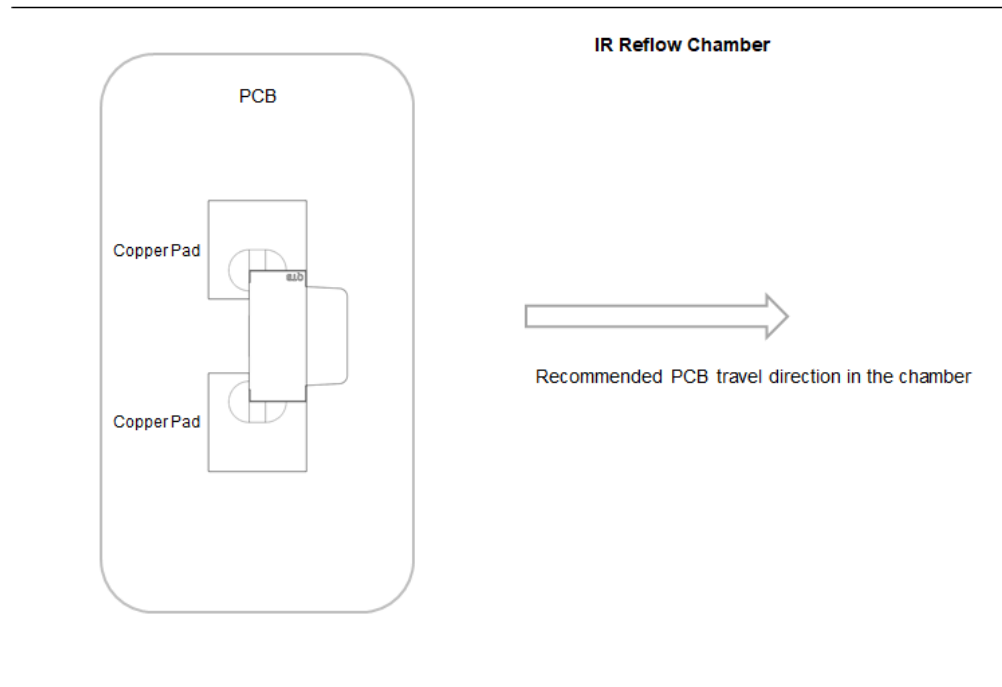 IR Reflow Chamber
PCB
Copper Pad
Recommended PCB travel direction in the chamber
Copper Pad